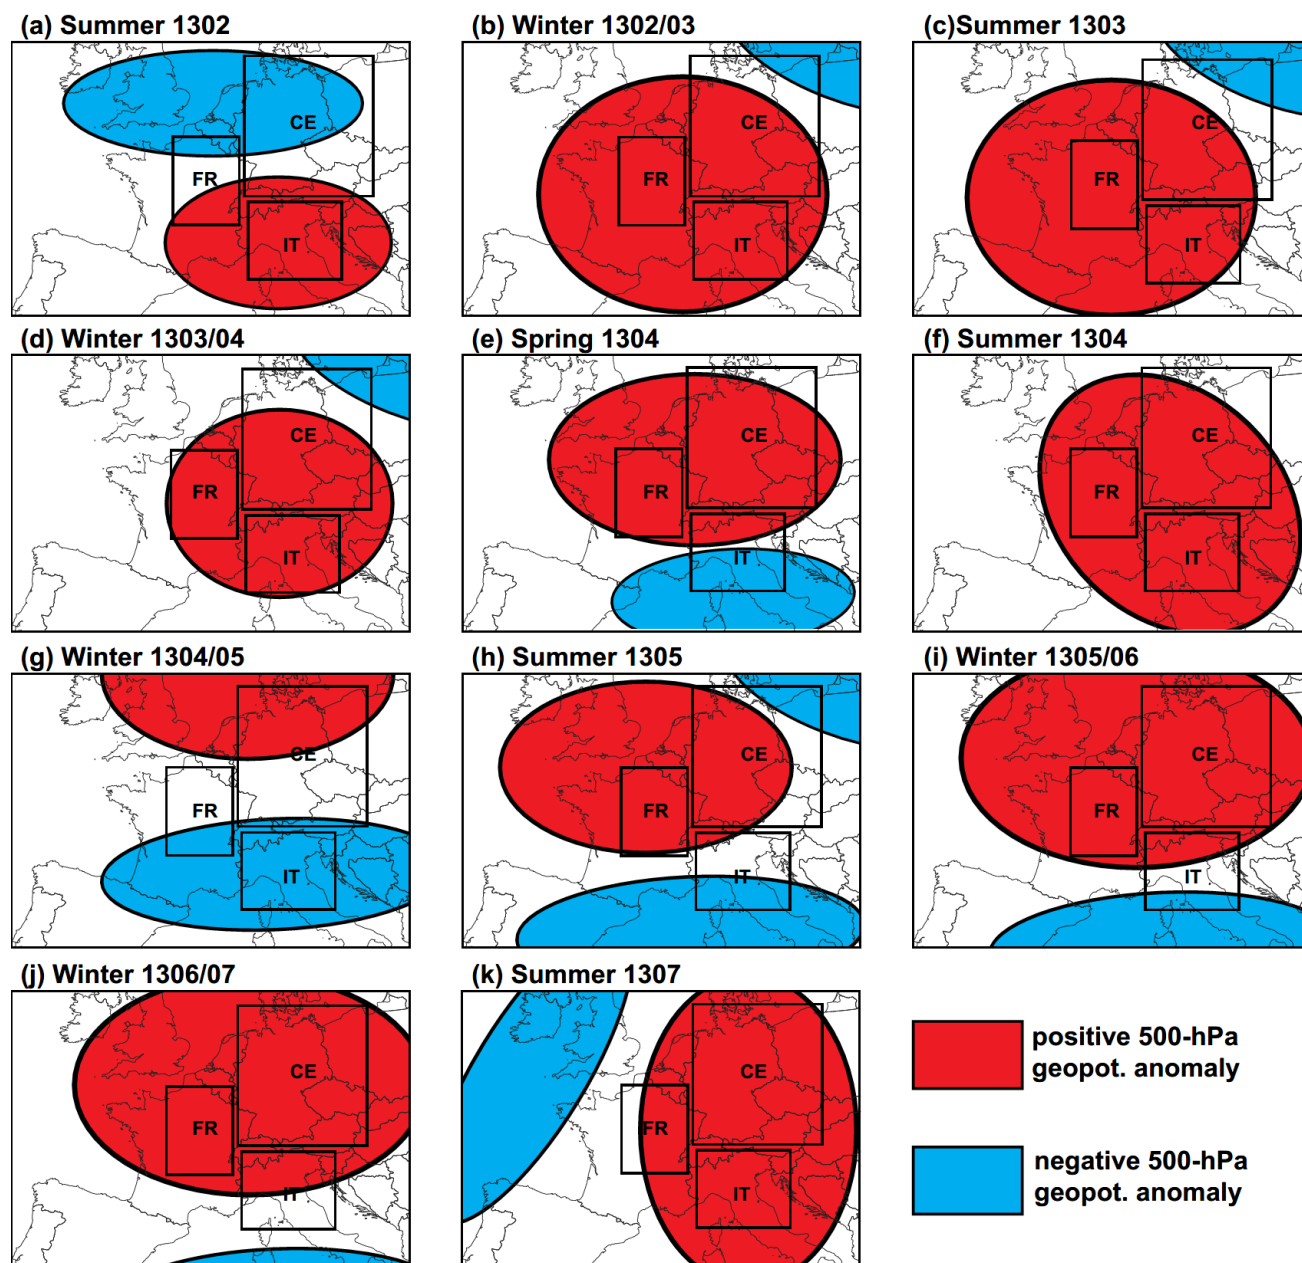 (a) Summer 1302
CE
FR
IT
(b) Winter 1302/03
CE
FR
IT
(c)Summer 1303
CE
FR
IT
(d) Winter 1303/04
CE
FR
IT
(e) Spring 1304
CE
FR
IT
(f) Summer 1304
CE
FR
IT
(g) Winter 1304/05
CE
FR
IT
(h) Summer 1305
CE
FR
IT
(i) Winter 1305/06
CE
FR
IT
(j) Winter 1306/07
CE
FR
IT
(k) Summer 1307
CE
FR
IT
positive 500-hPa
geopot. anomaly
negative 500-hPa
geopot. anomaly